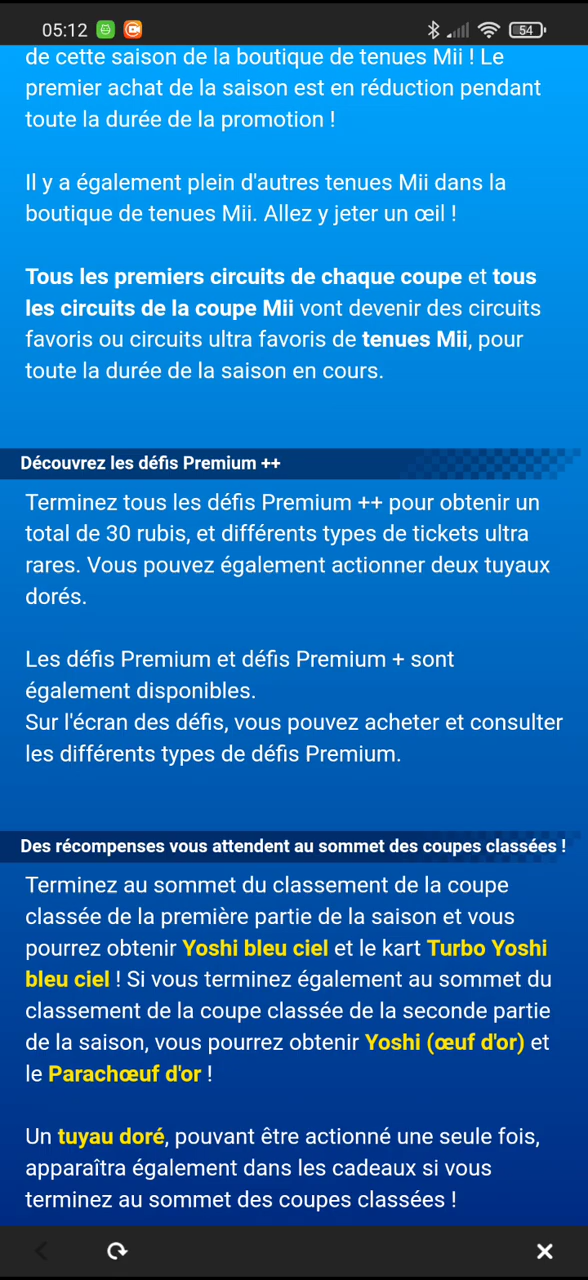 05:12
54
de cette saison de la boutique de tenues Mii ! Le
premier achat de la saison est en réduction pendant
toute la durée de la promotion !
Il y a également plein d'autres tenues Mii dans la
boutique de tenues Mii. Allez y jeter un œil !
Tous les premiers circuits de chaque coupe et tous
les circuits de la coupe Mii vont devenir des circuits
favoris ou circuits ultra favoris de tenues Mii, pour
toute la durée de la saison en cours.
Découvrez les défis Premium ++
Terminez tous les défis Premium ++ pour obtenir un
total de 30 rubis, et différents types de tickets ultra
rares. Vous pouvez également actionner deux tuyaux
dorés.
Les défis Premium et défis Premium + sont
également disponibles.
Sur l'écran des défis, vous pouvez acheter et consulter
les différents types de défis Premium.
Des récompenses vous attendent au sommet des coupes classées !
Terminez au sommet du classement de la coupe
classée de la première partie de la saison et vous
pourrez obtenir Yoshi bleu ciel et le kart Turbo Yoshi
bleu ciel ! Si vous terminez également au sommet du
classement de la coupe classée de la seconde partie
de la saison, vous pourrez obtenir Yoshi (œuf d'or) et
le Parachœuf d'or !
Un tuyau doré, pouvant être actionné une seule fois,
apparaîtra également dans les cadeaux si vous
terminez au sommet des coupes classées !